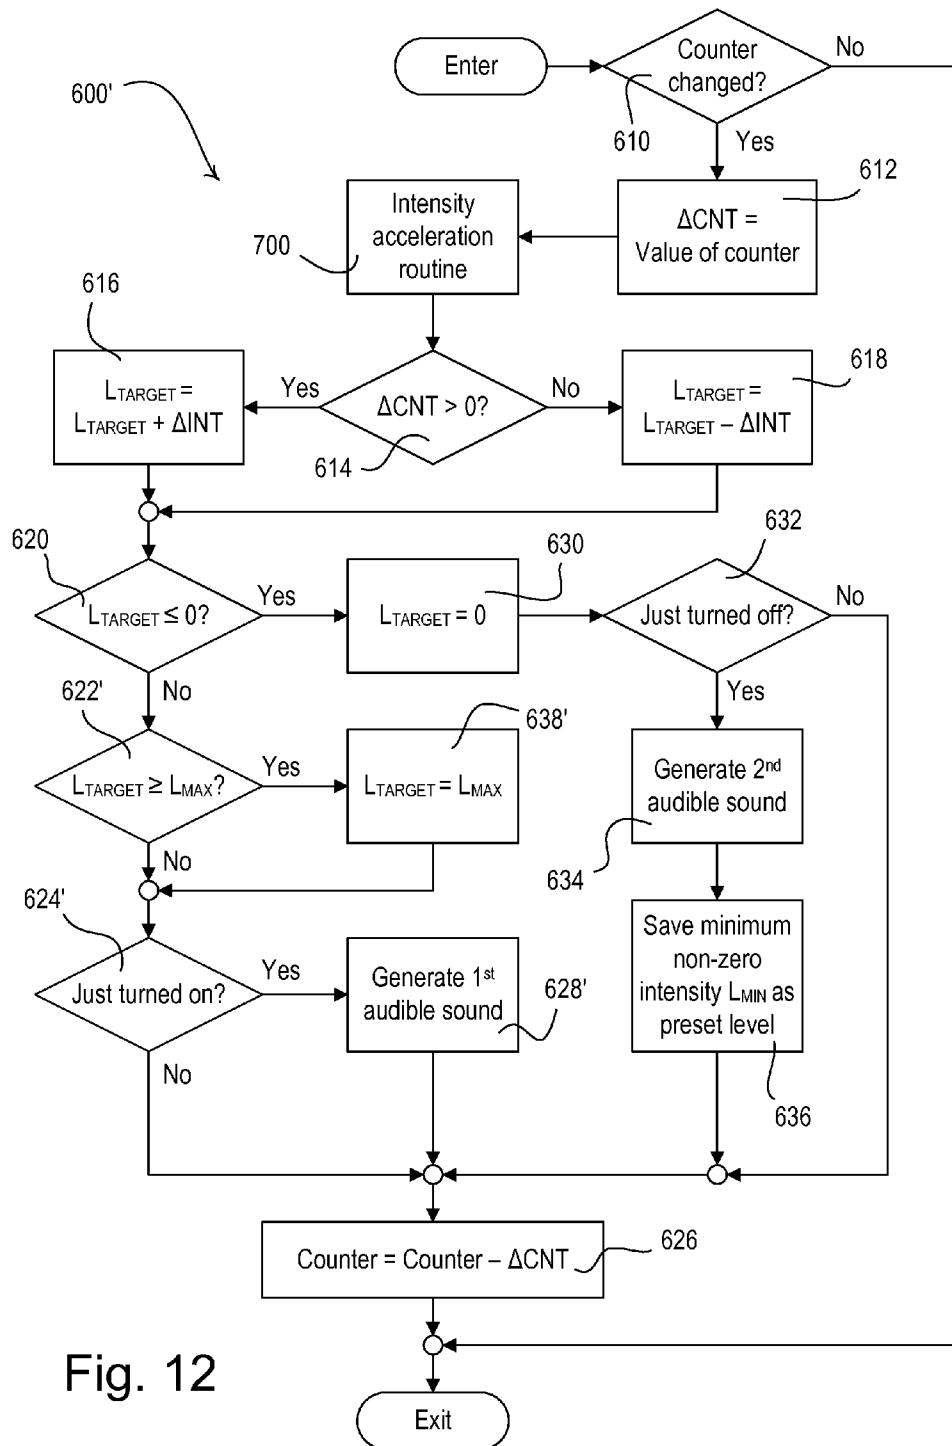 Enter
Counter
changed?
No
610
Yes
600'
612
ΔCNT =
Value of counter
Intensity
acceleration
routine
700
616
LTARGET =
LTARGET + ΔINT
Yes
ΔCNT > 0?
No
614
618
LTARGET =
LTARGET – ΔINT
620
LTARGET ≤ 0?
Yes
No
630
LTARGET = 0
632
Just turned off?
No
Yes
622'
LTARGET ≥ LMAX?
Yes
No
638'
LTARGET = LMAX
Generate 2nd
audible sound
634
624'
Just turned on?
Yes
No
Generate 1st
audible sound
628'
Save minimum
non-zero
intensity LMIN as
preset level
636
Counter = Counter – ΔCNT
626
Fig. 12
Exit